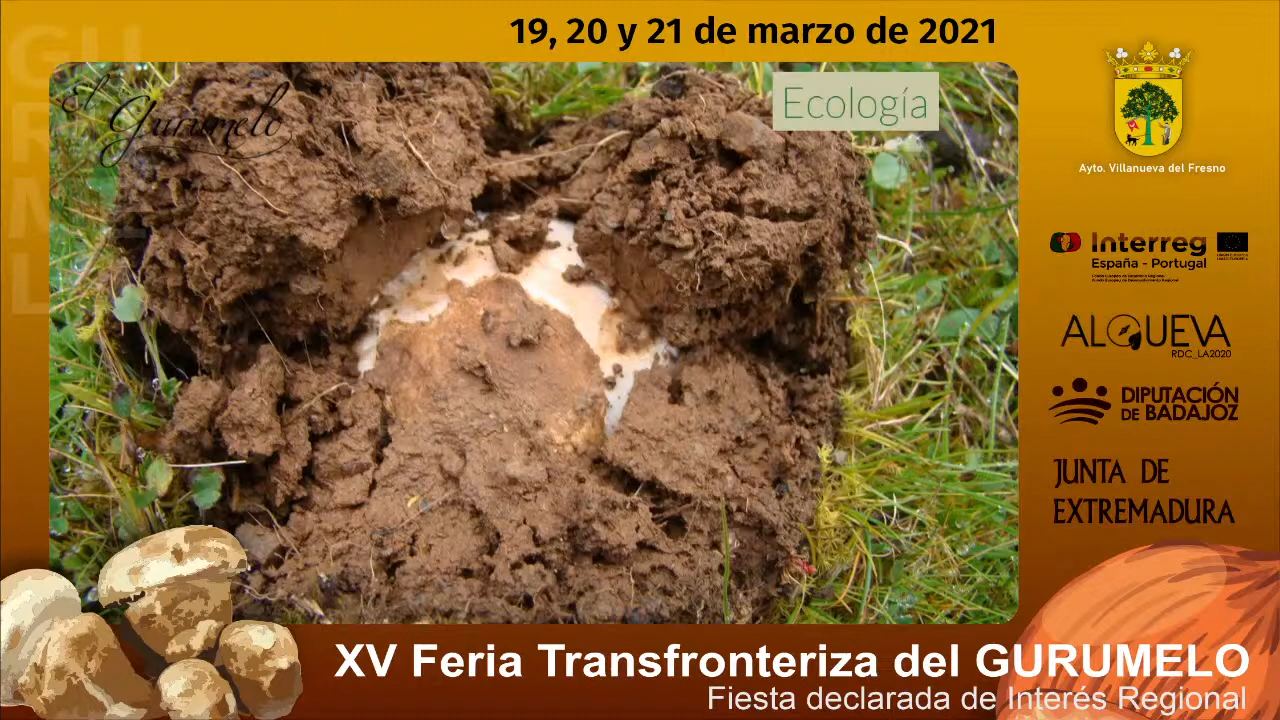 19, 20 y 21 de marzo de 2021
GU
R
M
L
El Gurumelo
Ecología
Ayto. Villanueva del Fresno
Interreg
España - Portugal
ALQUEVA
RDC_LA2020
DIPUTACIÓN
DE BADAJOZ
JUNTA DE
EXTREMADURA
XV Feria Transfronteriza del GURUMELO
Fiesta declarada de Interés Regional